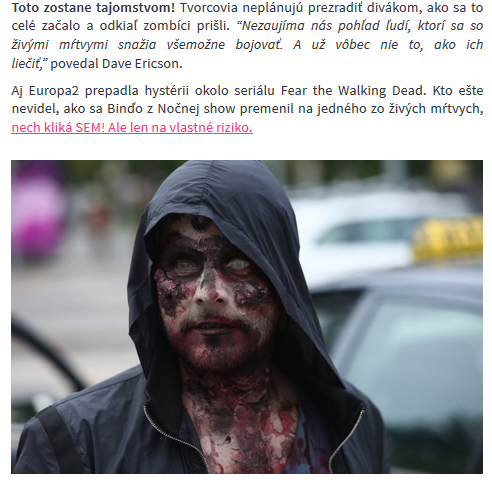 Toto zostane tajomstvom! Tvorcovia neplánujú prezradiť divákom, ako sa to
celé začalo a odkiaľ zombíci prišli. “Nezaujíma nás pohľad ľudí, ktorí sa so
živými mŕtvymi snažia všemožne bojovať. A už vôbec nie to, ako ich
liečiť,” povedal Dave Ericson.
Aj Europa2 prepadla hystérii okolo seriálu Fear the Walking Dead. Kto ešte
nevidel, ako sa Binďo z Nočnej show premenil na jedného zo živých mŕtvych,
nech kliká SEM! Ale len na vlastné riziko.